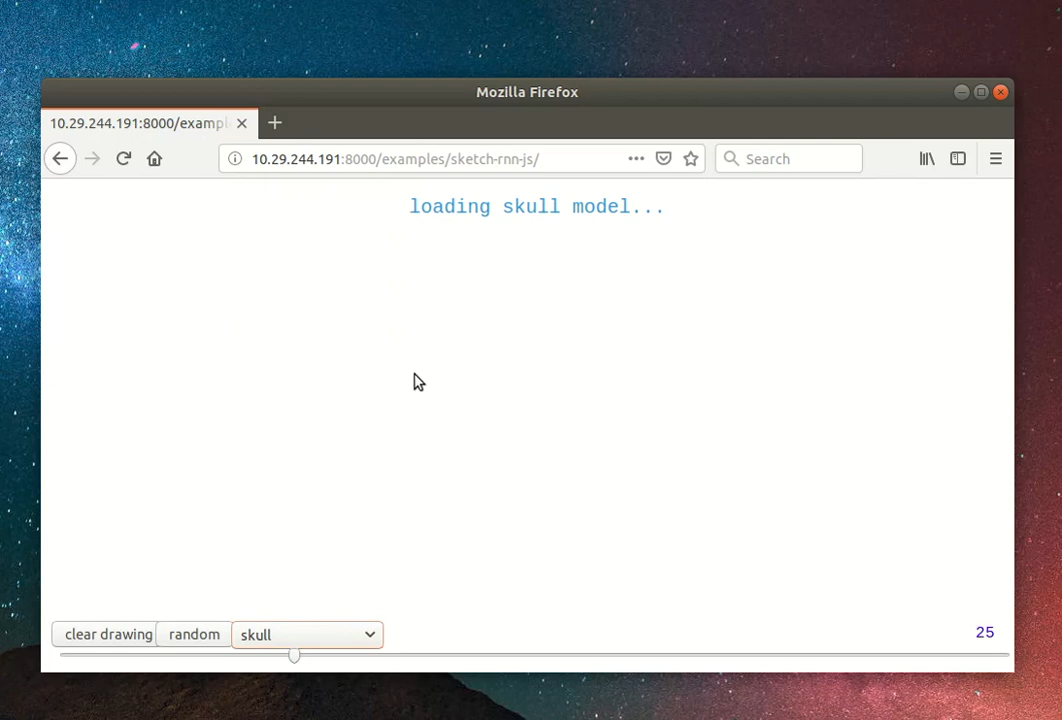 Mozilla Firefox
10.29.244.191:8000/exampl
10.29.244.191:8000/examples/sketch-rnn-js/
Search
loading skull model...
clear drawing
random
skull
25